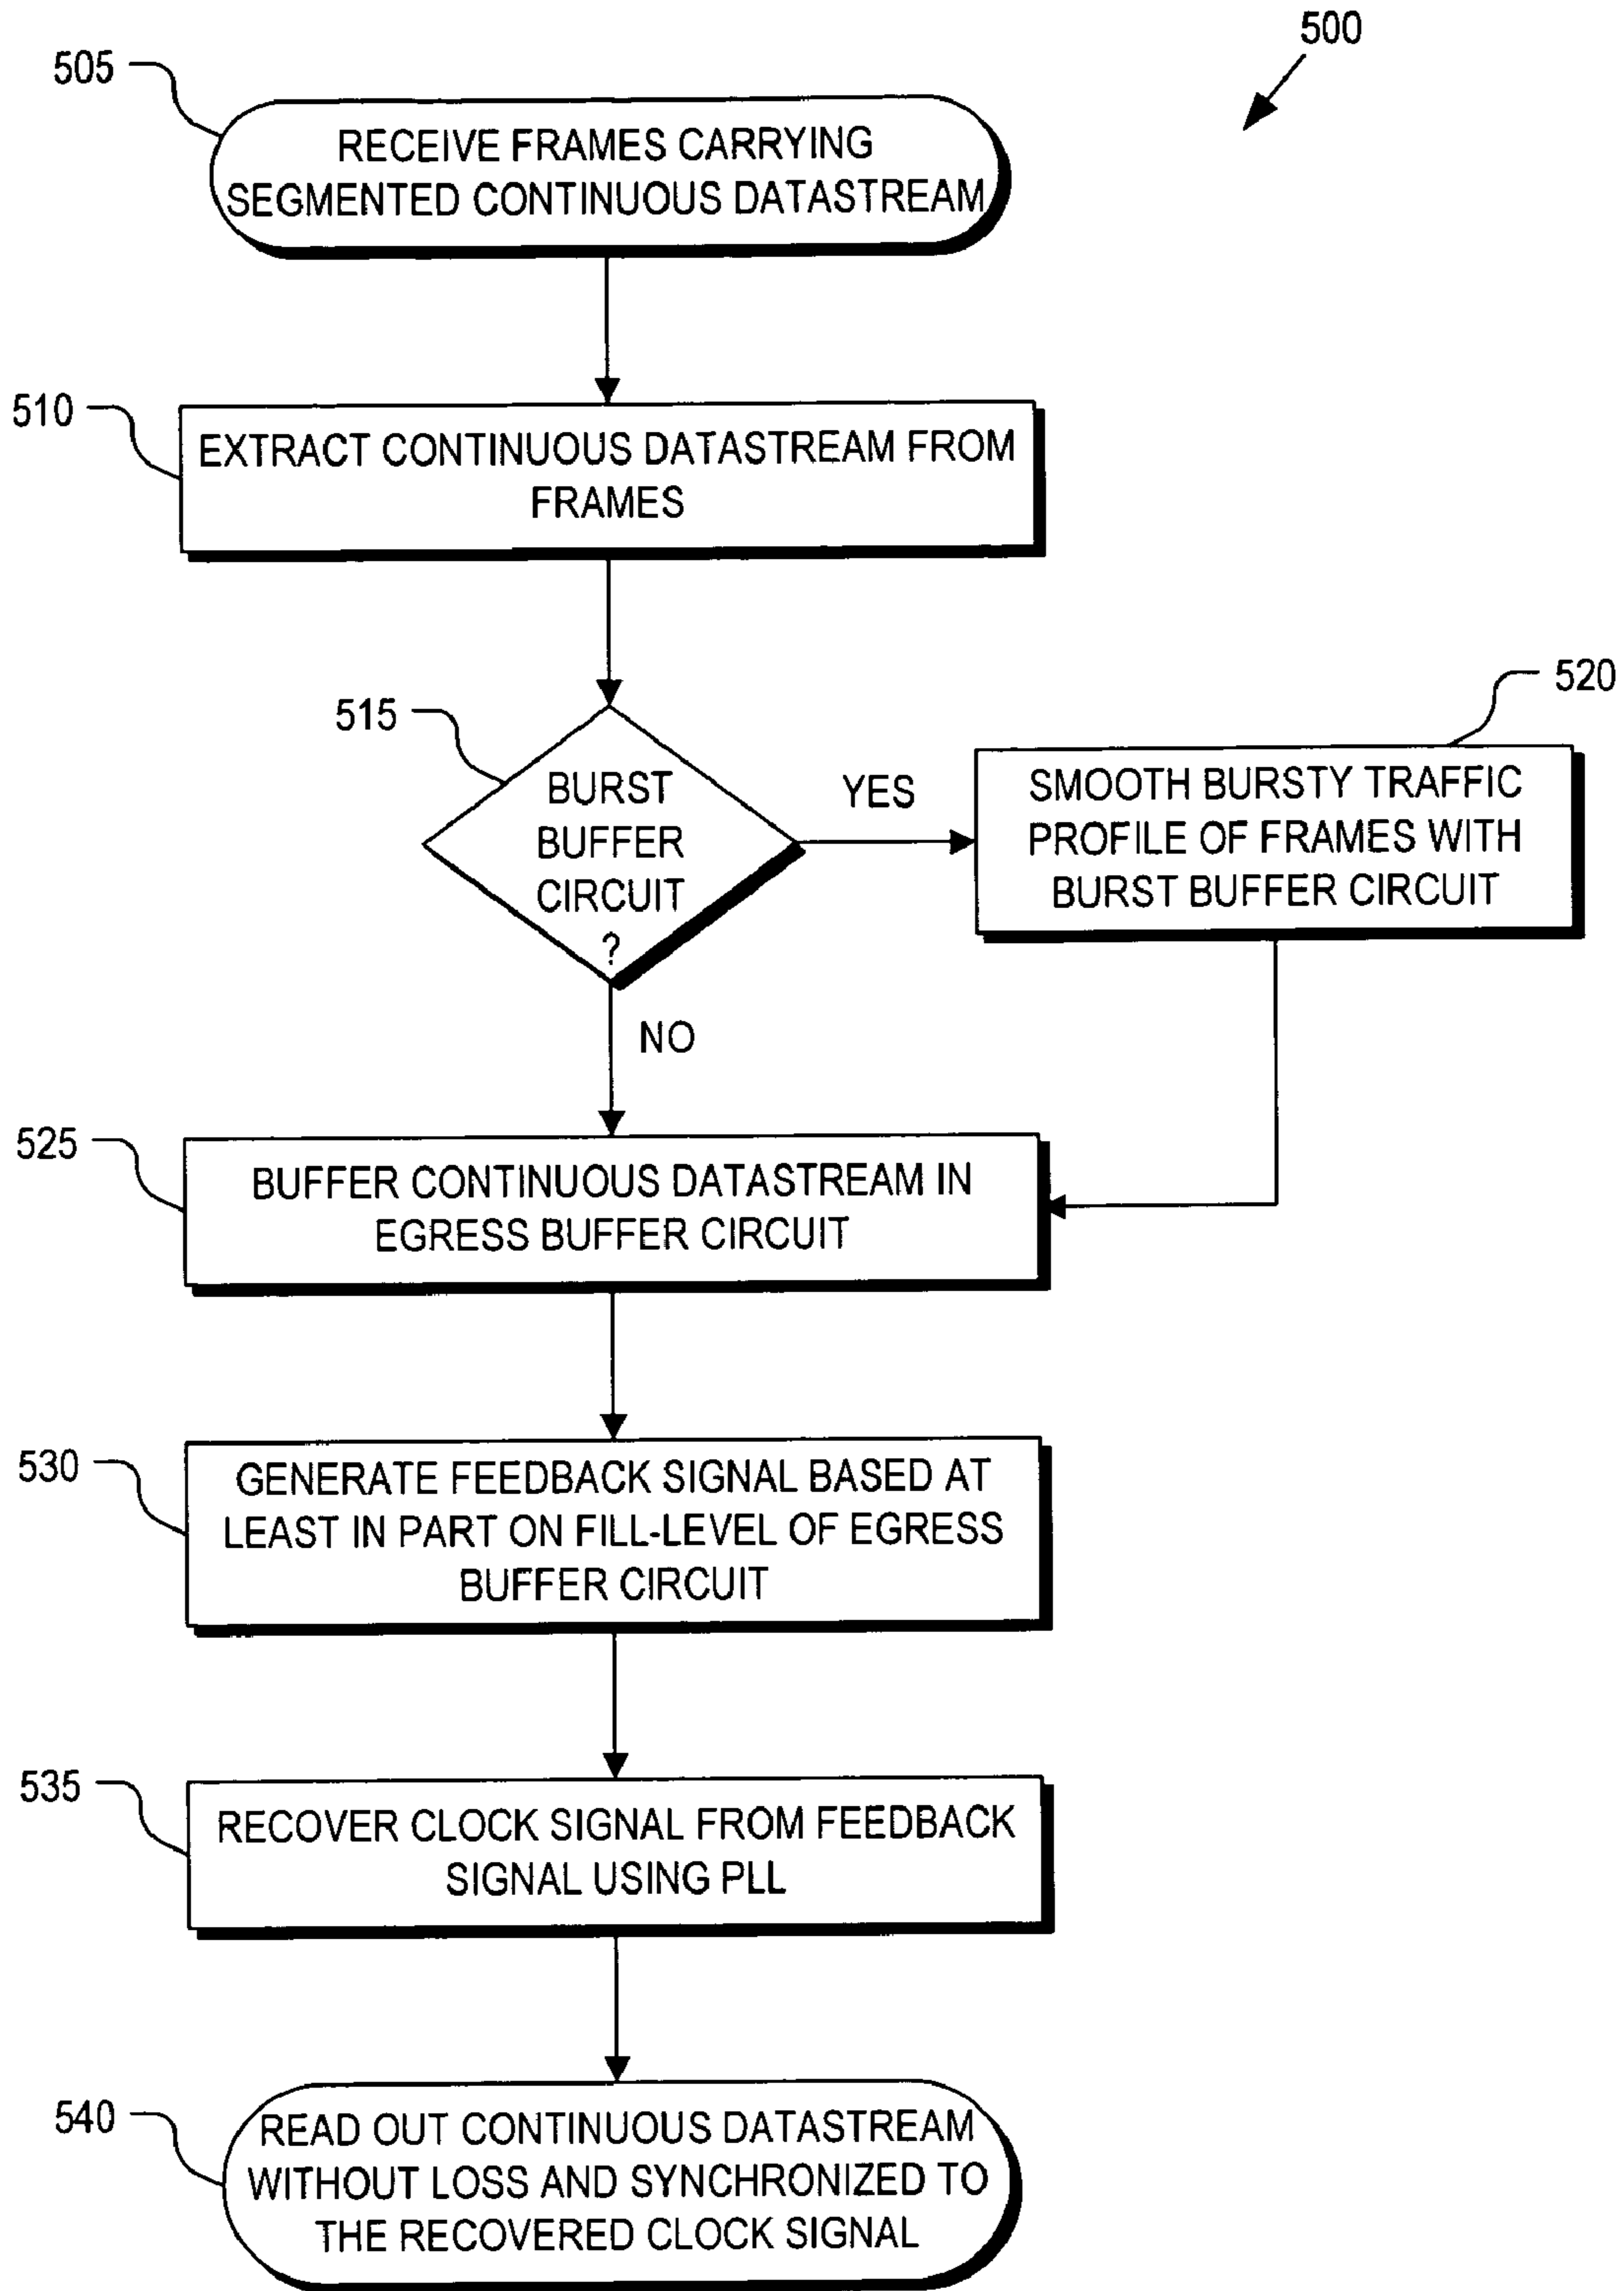 500
505
RECEIVE FRAMES CARRYING
SEGMENTED CONTINUOUS DATASTREAM
510
EXTRACT CONTINUOUS DATASTREAM FROM
FRAMES
515
BURST
BUFFER
CIRCUIT
?
YES
520
SMOOTH BURSTY TRAFFIC
PROFILE OF FRAMES WITH
BURST BUFFER CIRCUIT
NO
525
BUFFER CONTINUOUS DATASTREAM IN
EGRESS BUFFER CIRCUIT
530
GENERATE FEEDBACK SIGNAL BASED AT
LEAST IN PART ON FILL-LEVEL OF EGRESS
BUFFER CIRCUIT
535
RECOVER CLOCK SIGNAL FROM FEEDBACK
SIGNAL USING PLL
540
READ OUT CONTINUOUS DATASTREAM
WITHOUT LOSS AND SYNCHRONIZED TO
THE RECOVERED CLOCK SIGNAL